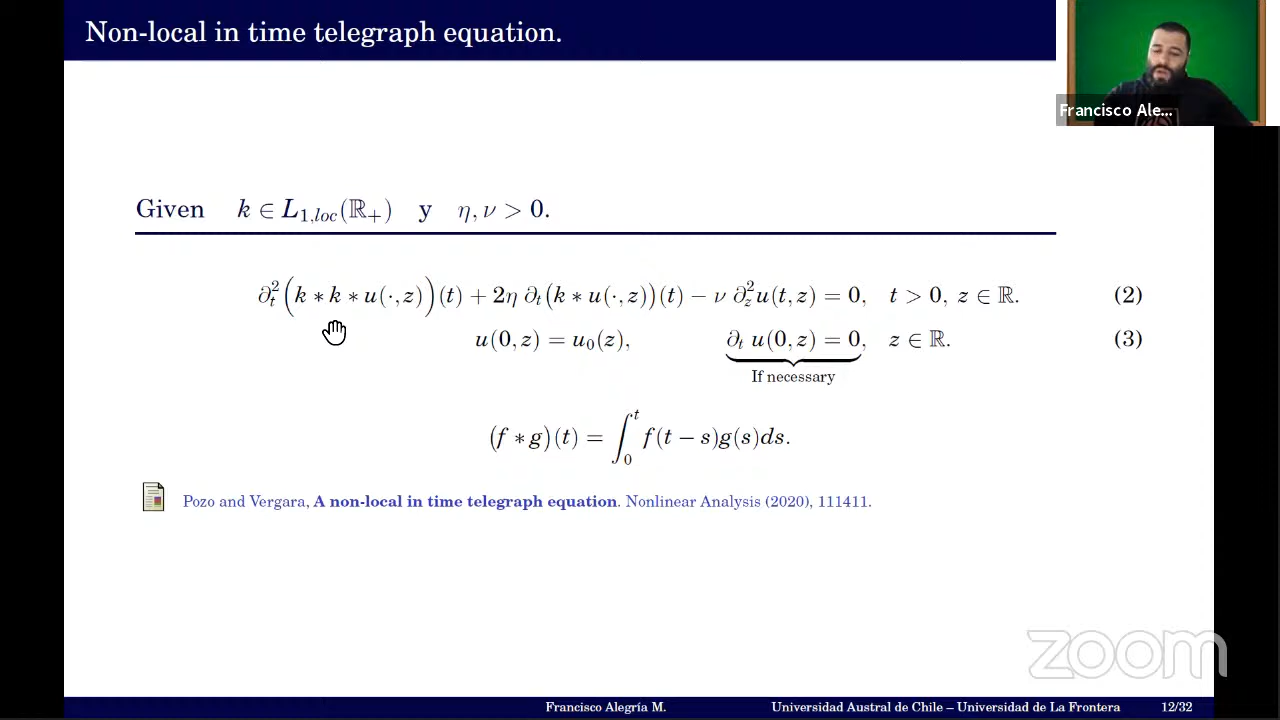 Non-local in time telegraph equation.
Francisco Ale...
Given k ∈ L_{1,loc}(ℝ₊) y η, ν > 0.
∂_t^2(k ∗ k ∗ u(·, z))(t) + 2η ∂_t(k ∗ u(·, z))(t) − ν ∂_z^2 u(t, z) = 0, t > 0, z ∈ ℝ. (2)
u(0, z) = u_0(z), ∂_t u(0, z) = 0, z ∈ ℝ. (3)
If necessary
(f ∗ g)(t) = ∫_0^t f(t − s)g(s)ds.
Pozo and Vergara, A non-local in time telegraph equation. Nonlinear Analysis (2020), 111411.
zoom
Francisco Alegría M. Universidad Austral de Chile – Universidad de La Frontera 12/32